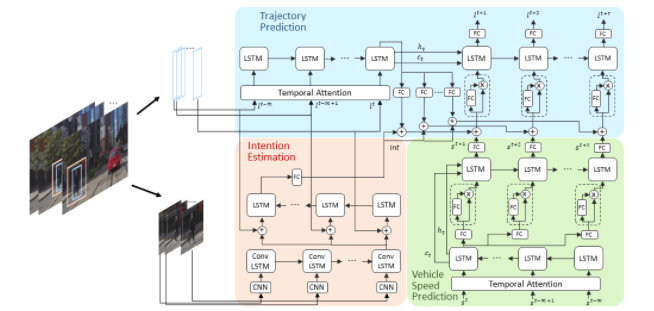 Trajectory
Prediction
l^{t+1} l^{t+2} l^{t+τ}
FC FC FC
h_t
c_t
LSTM LSTM ... LSTM LSTM LSTM ... LSTM
Temporal Attention
FC FC ... FC FC FC FC
l^{t-m} l^{t-m+1} l^t
Intention
Estimation
int
s^{t+1} s^{t+2} s^{t+τ}
FC FC FC
FC
LSTM LSTM ... LSTM
LSTM ... LSTM LSTM
h_t
FC FC FC
FC FC FC
c_t
Conv
LSTM
Conv
LSTM
...
Conv
LSTM
LSTM ... LSTM LSTM
CNN CNN CNN
Vehicle
Speed
Prediction
Temporal Attention
s^t s^{t-m+1} s^{t-m}